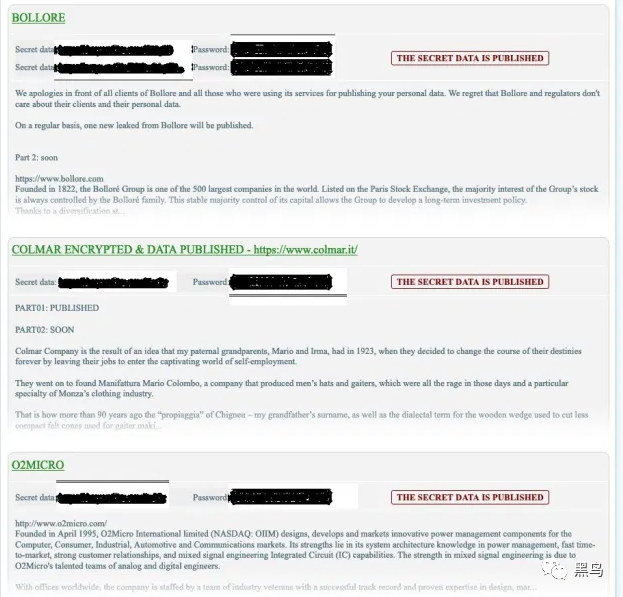 BOLLORE
Secret data Password:
Secret data Password:
THE SECRET DATA IS PUBLISHED
We apologies in front of all clients of Bollore and all those who were using its services for publishing your personal data. We regret that Bollore and regulators don't
care about their clients and their personal data.
On a regular basis, one new leaked from Bollore will be published.
Part 2: soon
https://www.bollore.com
Founded in 1822, the Bolloré Group is one of the 500 largest companies in the world. Listed on the Paris Stock Exchange, the majority interest of the Group's stock
is always controlled by the Bolloré family. This stable majority control of its capital allows the Group to develop a long-term investment policy.
Thanks to a diversification st...
COLMAR ENCRYPTED & DATA PUBLISHED - https://www.colmar.it/
Secret data: Password:
THE SECRET DATA IS PUBLISHED
PART01: PUBLISHED
PART02: SOON
Colmar Company is the result of an idea that my paternal grandparents, Mario and Irma, had in 1923, when they decided to change the course of their destinies
forever by leaving their jobs to enter the captivating world of self-employment.
They went on to found Manifattura Mario Colombo, a company that produced men's hats and gaiters, which were all the rage in those days and a particular
specialty of Monza's clothing industry.
That is how more than 90 years ago the "propiaggia" of Chigneu – my grandfather's surname, as well as the dialectal term for the wooden wedge used to cut less
compact felt cones used for gaiter maki...
O2MICRO
Secret data: Password:
THE SECRET DATA IS PUBLISHED
http://www.o2micro.com/
Founded in April 1995, O2Micro International limited (NASDAQ: OIIM) designs, develops and markets innovative power management components for the
Computer, Consumer, Industrial, Automotive and Communications markets. Its strengths lie in its system architecture knowledge in power management, fast time-
to-market, strong customer relationships, and mixed signal engineering Integrated Circuit (IC) capabilities. The strength in mixed signal engineering is due to
O2Micro's talented teams of analog and digital engineers.
With offices worldwide, the company is staffed by a team of industry veterans with a successful track record and proven expertise in design, mar...
黑鸟